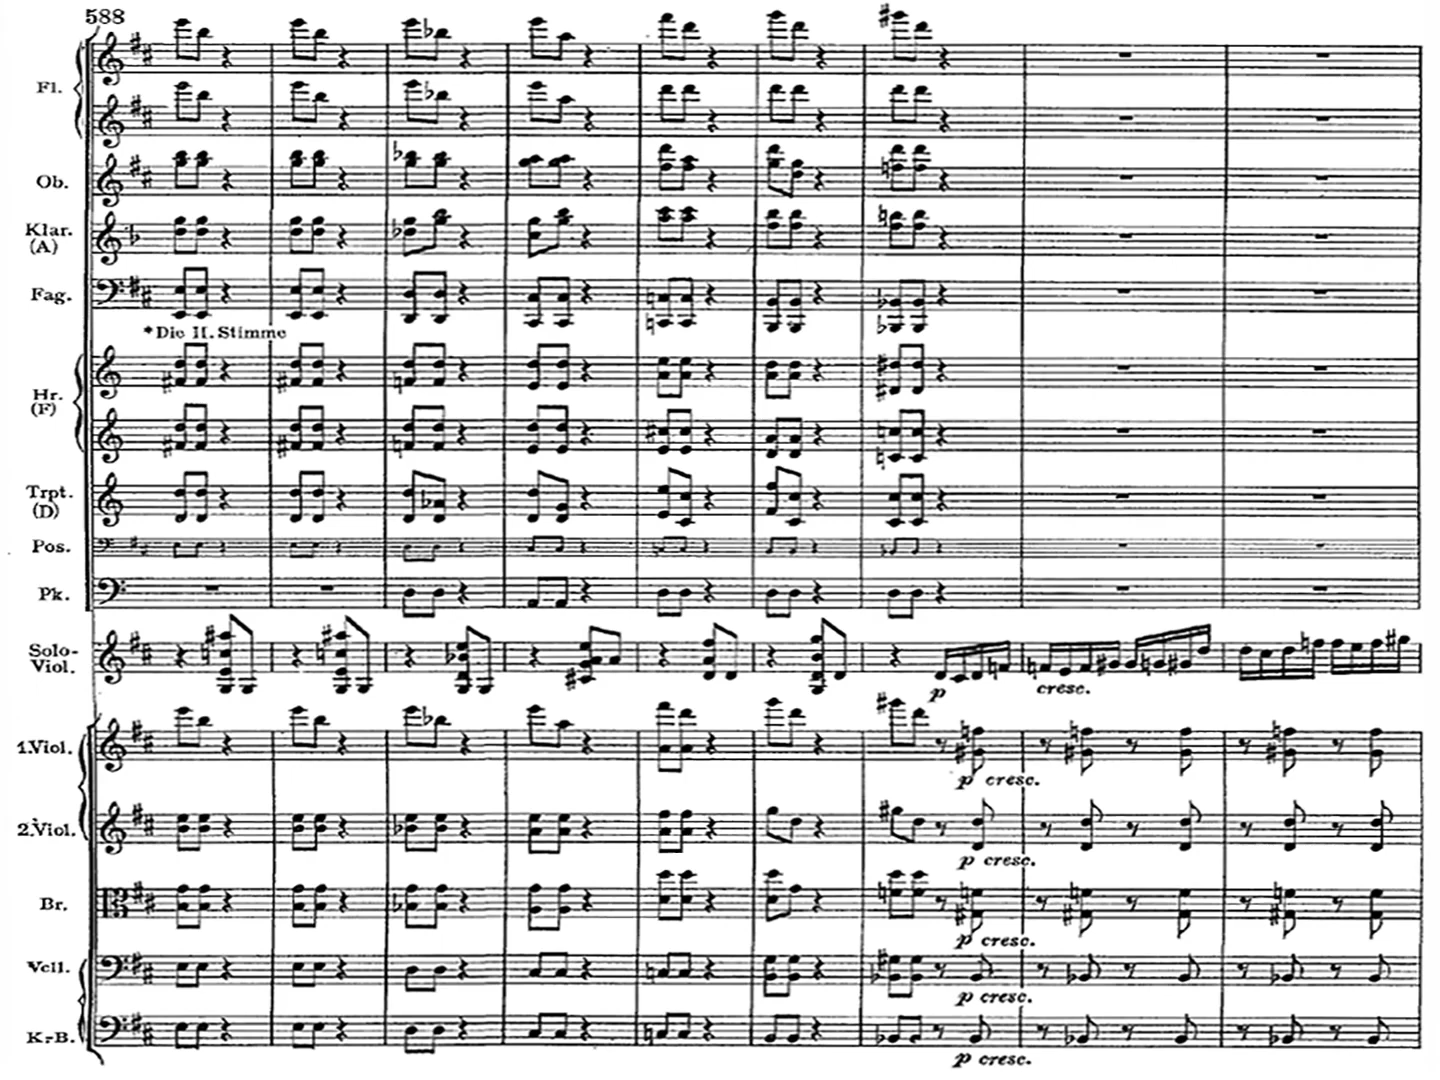 588
Fl.
Ob.
Klar.
(A)
Fag.
*Die II. Stimme
Hr.
(F)
Trpt.
(D)
Pos.
Pk.
Solo-
Viol.
p
cresc.
1.Viol.
p cresc.
2.Viol.
p cresc.
Br.
p cresc.
Vcll.
p cresc.
K.-B.
p cresc.